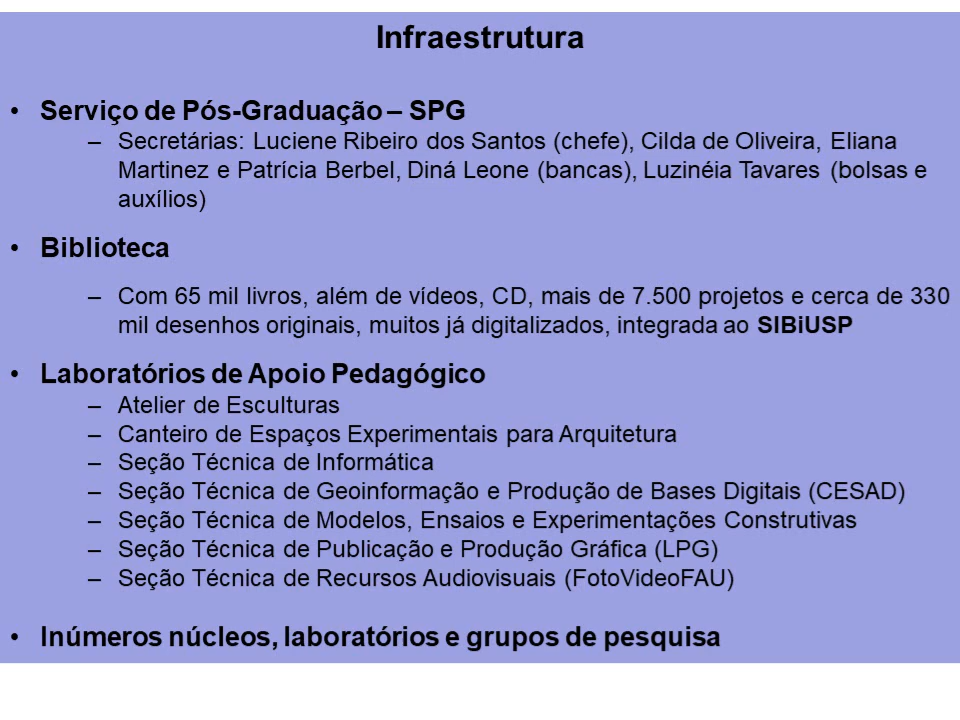 Infraestrutura
• Serviço de Pós-Graduação – SPG
– Secretárias: Luciene Ribeiro dos Santos (chefe), Cilda de Oliveira, Eliana
Martinez e Patrícia Berbel, Diná Leone (bancas), Luzinéia Tavares (bolsas e
auxílios)
• Biblioteca
– Com 65 mil livros, além de vídeos, CD, mais de 7.500 projetos e cerca de 330
mil desenhos originais, muitos já digitalizados, integrada ao SIBiUSP
• Laboratórios de Apoio Pedagógico
– Atelier de Esculturas
– Canteiro de Espaços Experimentais para Arquitetura
– Seção Técnica de Informática
– Seção Técnica de Geoinformação e Produção de Bases Digitais (CESAD)
– Seção Técnica de Modelos, Ensaios e Experimentações Construtivas
– Seção Técnica de Publicação e Produção Gráfica (LPG)
– Seção Técnica de Recursos Audiovisuais (FotoVideoFAU)
• Inúmeros núcleos, laboratórios e grupos de pesquisa